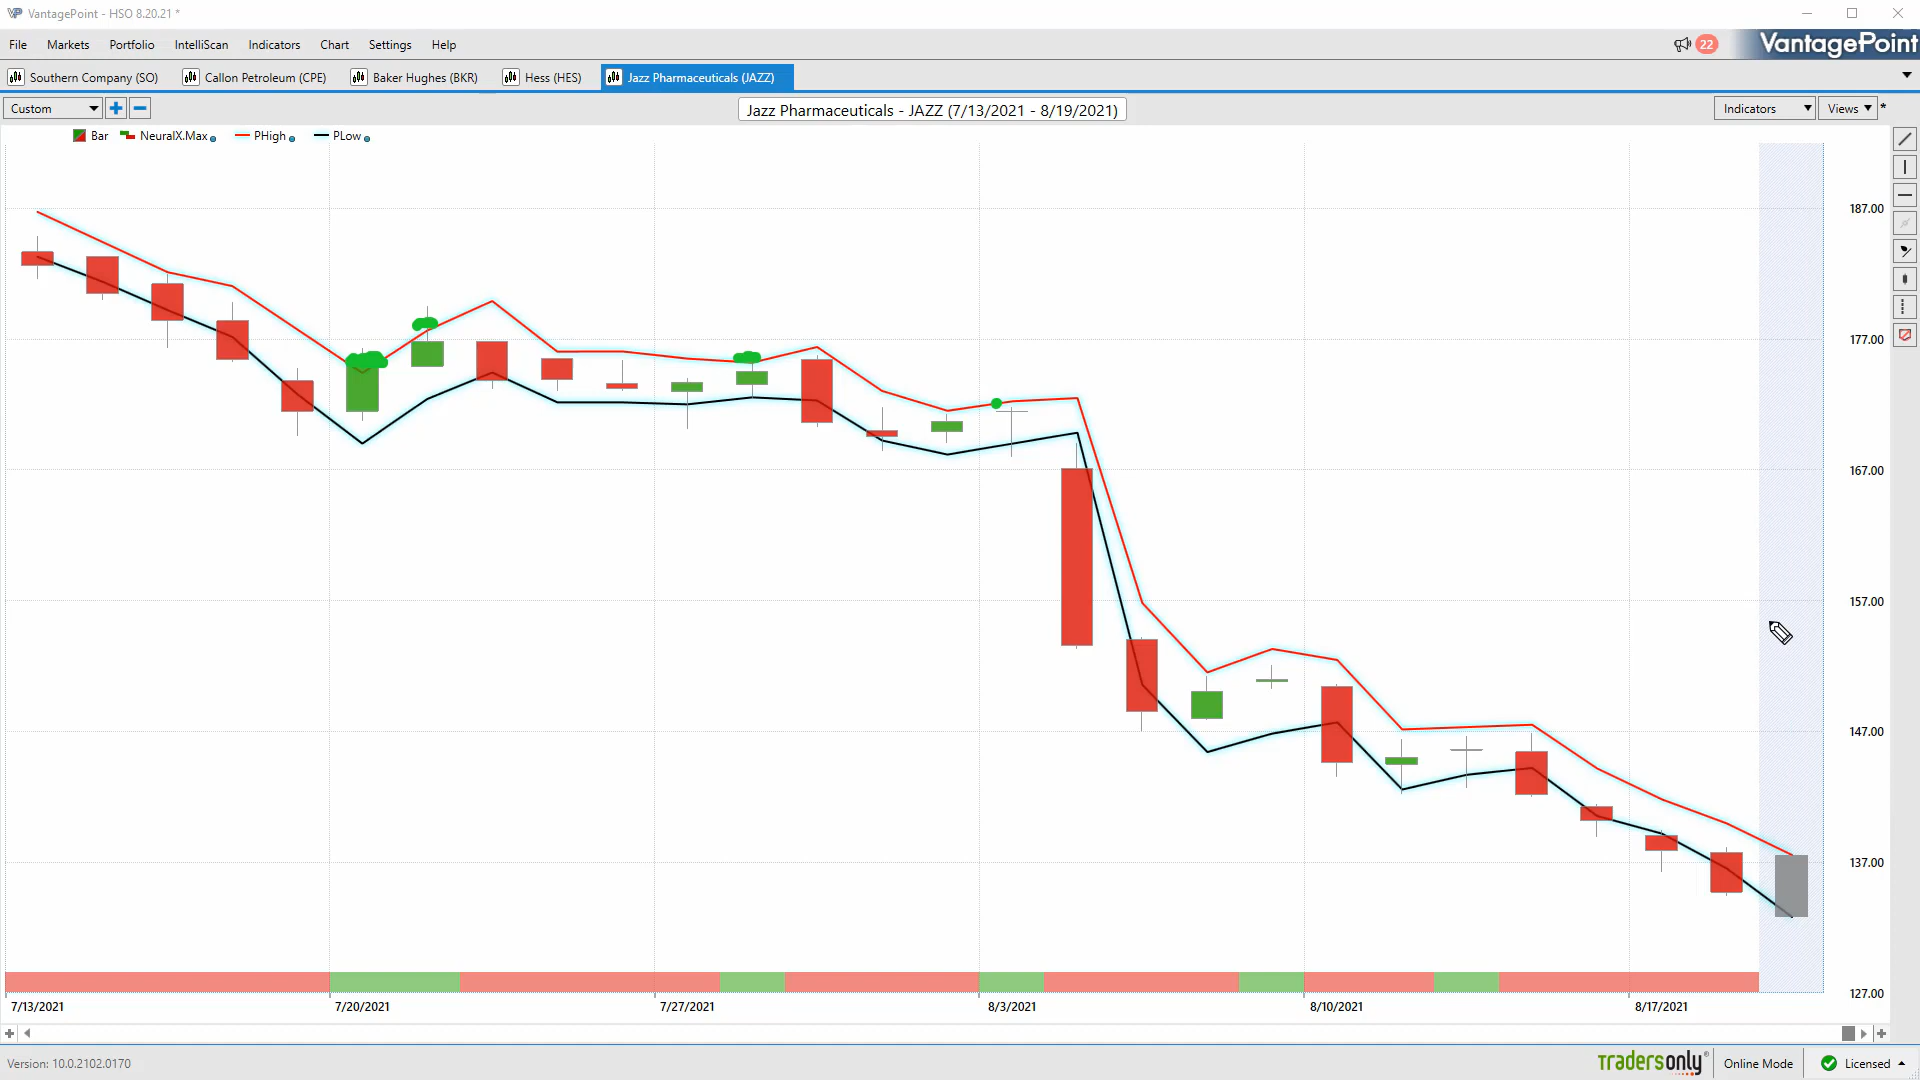 VantagePoint - HSO 8.20.21 *
File Markets Portfolio IntelliScan Indicators Chart Settings Help 22 VantagePoint
Southern Company (SO) Callon Petroleum (CPE) Baker Hughes (BKR) Hess (HES) Jazz Pharmaceuticals (JAZZ)
Custom Jazz Pharmaceuticals - JAZZ (7/13/2021 - 8/19/2021) Indicators Views *
Bar NeuralX.Max PHigh PLow
187.00
177.00
167.00
157.00
147.00
137.00
127.00
7/13/2021 7/20/2021 7/27/2021 8/3/2021 8/10/2021 8/17/2021
Version: 10.0.2102.0170 tradersonly Online Mode Licensed